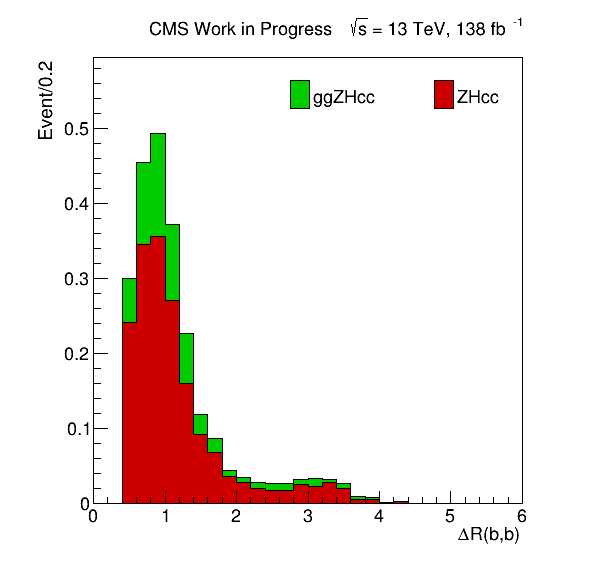 CMS Work in Progress √s = 13 TeV, 138 fb⁻¹
Event/0.2
ggZHcc ZHcc
0.5
0.4
0.3
0.2
0.1
0
0 1 2 3 4 5 6
ΔR(b,b)